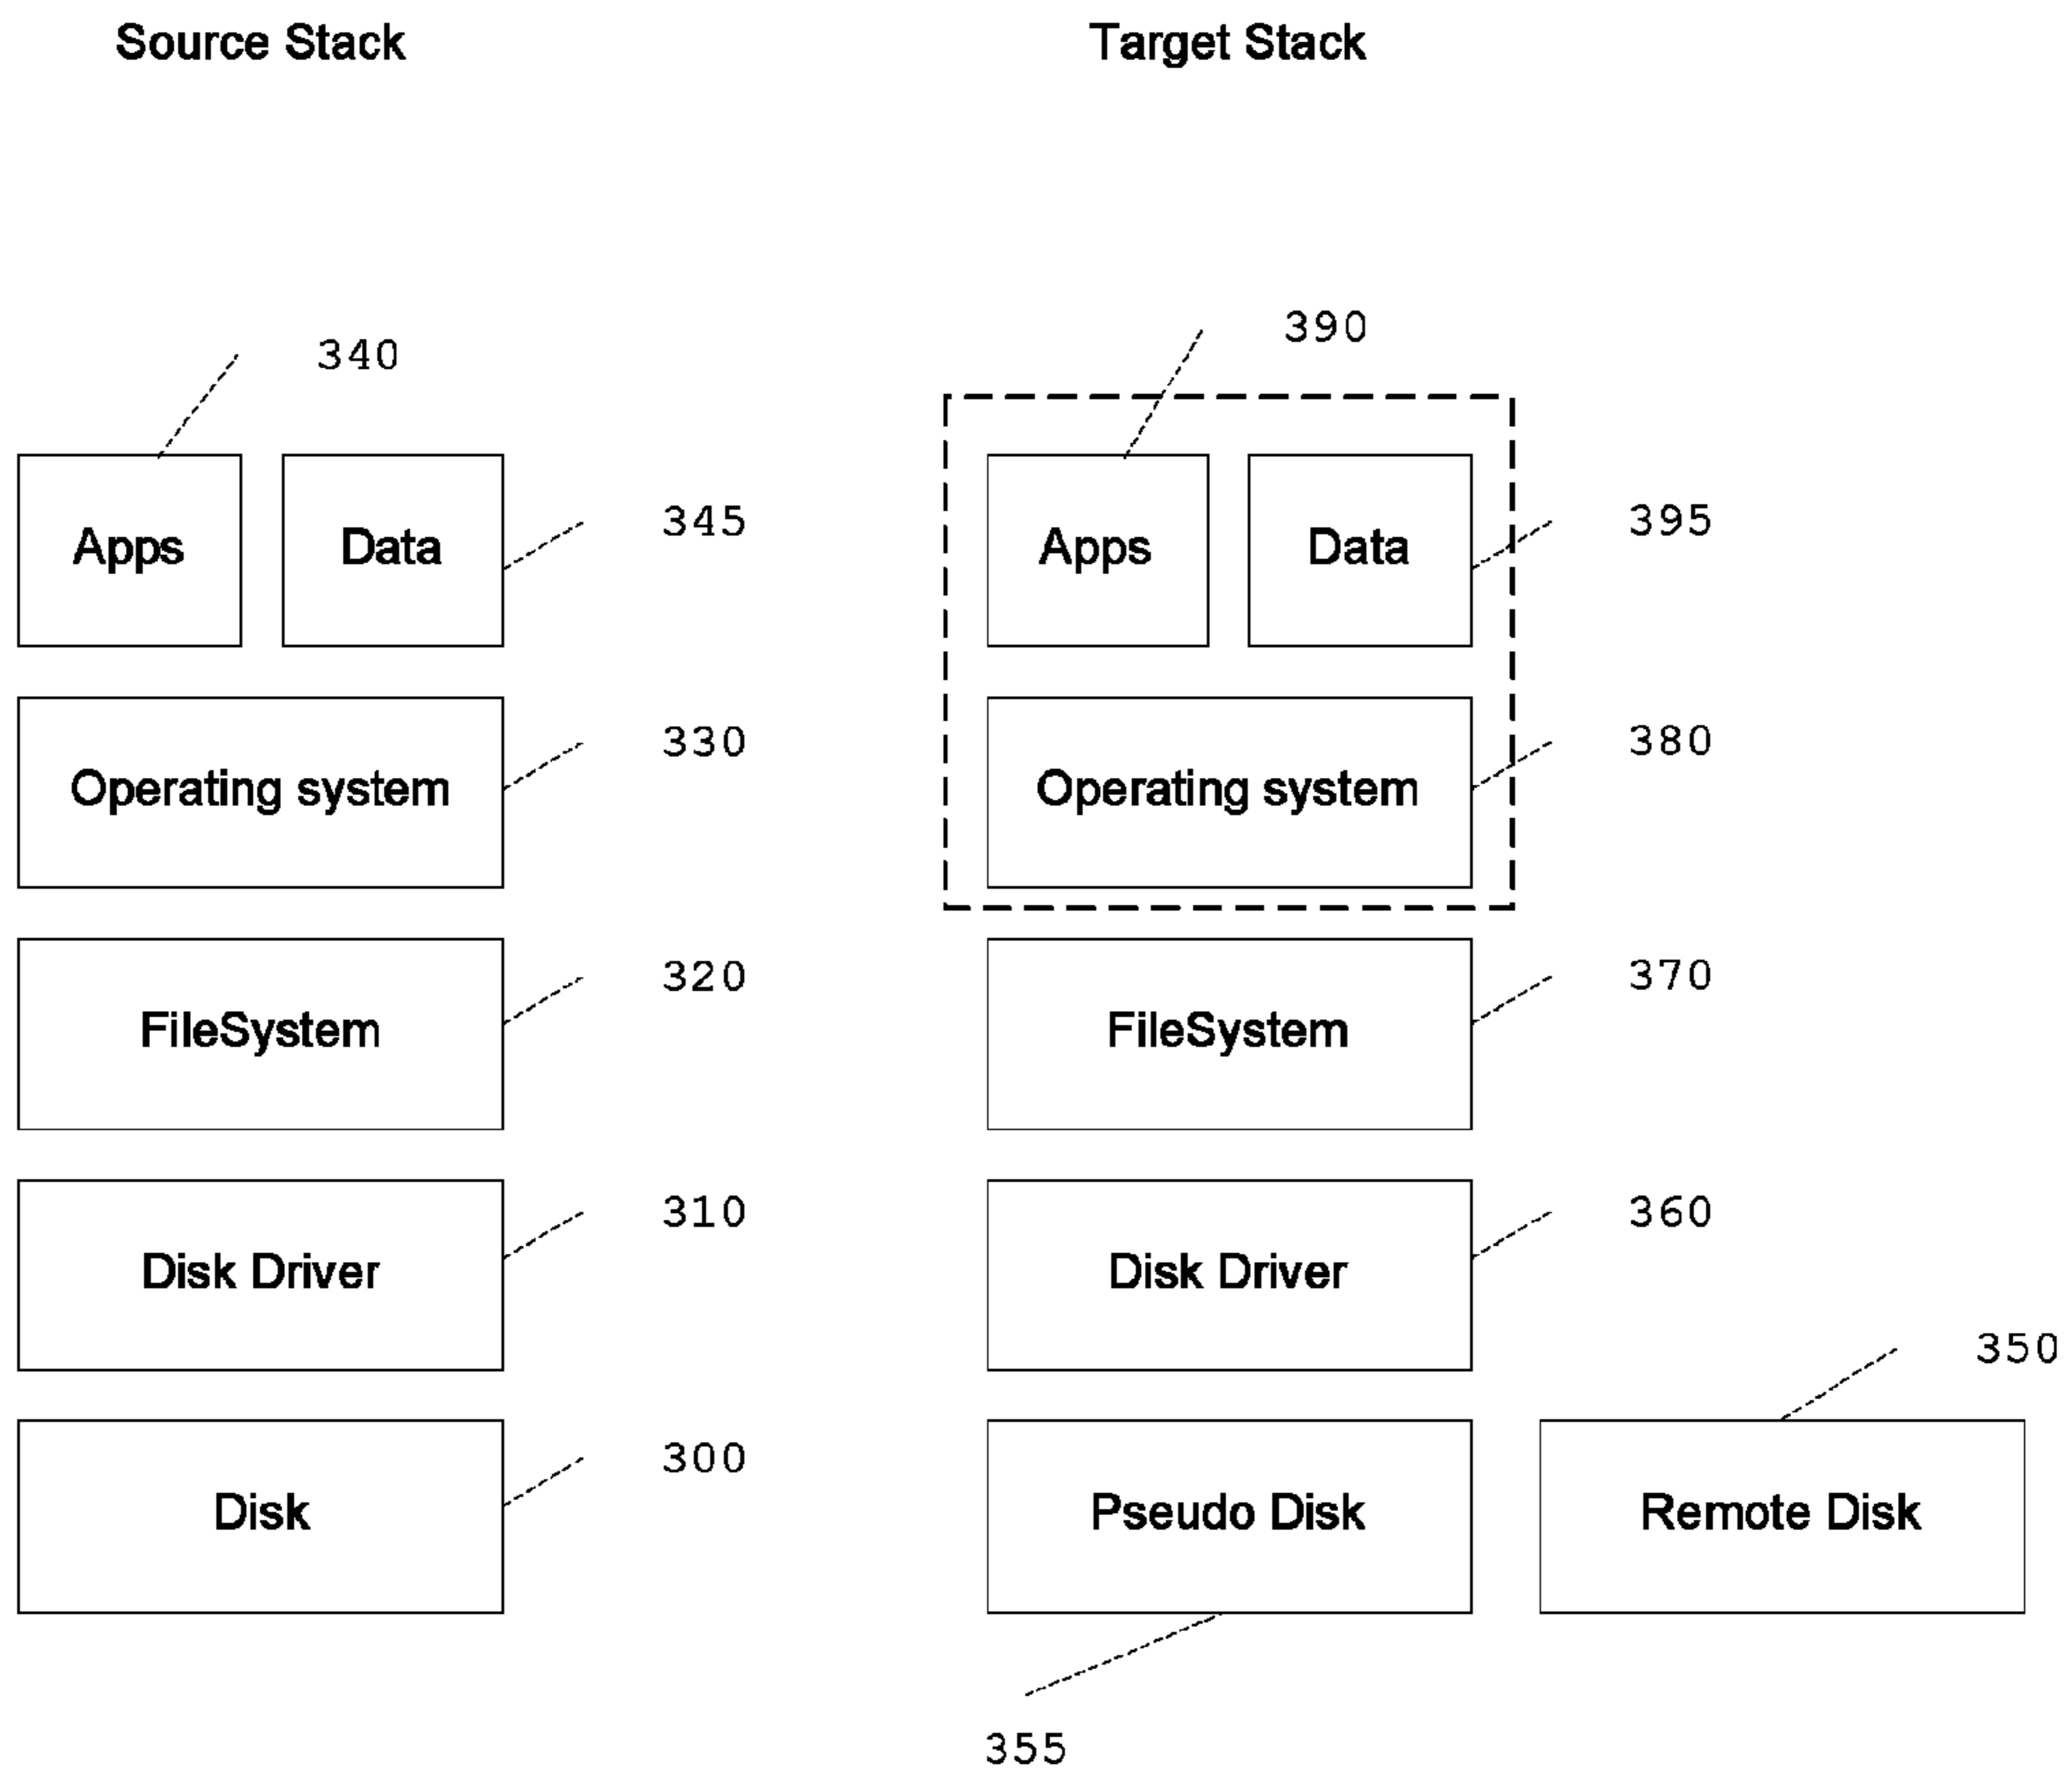 Source Stack
Target Stack
340
390
Apps
Data
345
Apps
Data
395
Operating system
330
Operating system
380
FileSystem
320
FileSystem
370
Disk Driver
310
Disk Driver
360
350
Disk
300
Pseudo Disk
Remote Disk
355